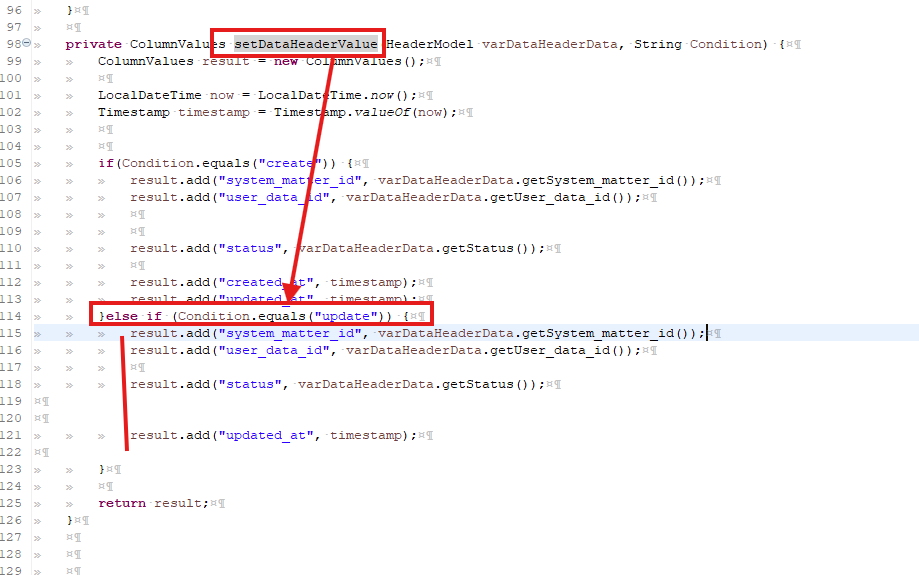 96 }
97
98 private ColumnValues setDataHeaderValue HeaderModel varDataHeaderData, String Condition) {
99 ColumnValues result = new ColumnValues();
100
101 LocalDateTime now = LocalDateTime.now();
102 Timestamp timestamp = Timestamp.valueOf(now);
103
104
105 if(Condition.equals("create")) {
106 result.add("system_matter_id", varDataHeaderData.getSystem_matter_id());
107 result.add("user_data_id", varDataHeaderData.getUser_data_id());
108
109
110 result.add("status", varDataHeaderData.getStatus());
111
112 result.add("created_at", timestamp);
113 result.add("updated_at", timestamp);
114 }else if (Condition.equals("update")) {
115 result.add("system_matter_id", varDataHeaderData.getSystem_matter_id());
116 result.add("user_data_id", varDataHeaderData.getUser_data_id());
117
118 result.add("status", varDataHeaderData.getStatus());
119
120
121 result.add("updated_at", timestamp);
122
123 }
124
125 return result;
126 }
127
128
129